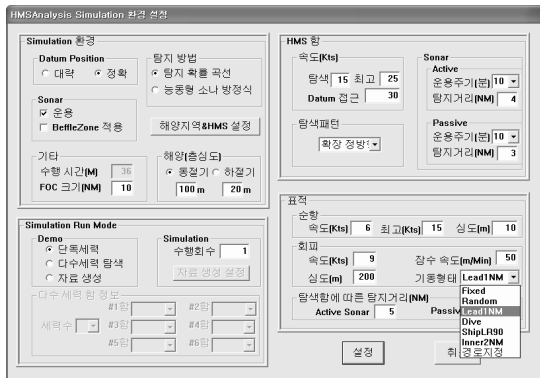 HMSAnalysis Simulation 환경 설정
Simulation 환경
Datum Position
대략 정확
Sonar
운용
BeffleZone 적용
탐지 방법
탐지 확률 곡선
능동형 소나 방정식
해양지역&HMS 설정
기타
수행 시간(M) 36
FOC 크기(NM) 10
해양(층심도)
동절기 하절기
100 m 20 m
Simulation Run Mode
Demo
단독세력
다수세력 탐색
자료 생성
Simulation
수행회수 1
자료 생성 설정
다수 세력 함 정보
세력수
#1함 #2함
#3함 #4함
#5함 #6함
HMS 함
속도(Kts)
탐색 15 최고 25
Datum 접근 30
탐색패턴
확장 정방형
Sonar
Active
운용주기(분) 10
탐지거리(NM) 4
Passive
운용주기(분) 10
탐지거리(NM) 3
표적
순항
속도(Kts) 6 최고(Kts) 15 심도(m) 10
회피
속도(Kts) 9 잠수 속도(m/Min) 50
심도(m) 200 기동형태 Lead1NM
탐색함에 따른 탐지거리(NM)
Active Sonar 5 Passiv
Fixed
Random
Lead1NM
Dive
ShipLR90
Inner2NM
경로지정
설정 취